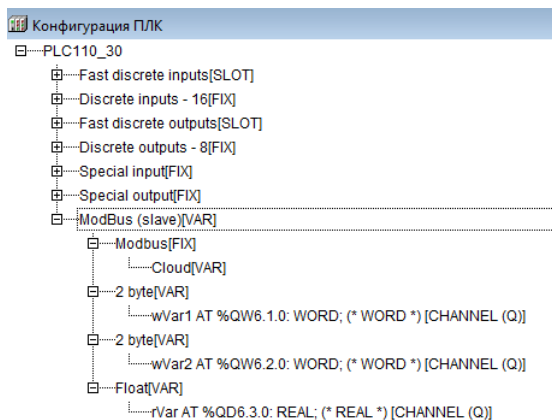 Конфигурация ПЛК
PLC110_30
Fast discrete inputs[SLOT]
Discrete inputs - 16[FIX]
Fast discrete outputs[SLOT]
Discrete outputs - 8[FIX]
Special input[FIX]
Special output[FIX]
ModBus (slave)[VAR]
Modbus[FIX]
Cloud[VAR]
2 byte[VAR]
wVar1 AT %QW6.1.0: WORD; (* WORD *) [CHANNEL (Q)]
2 byte[VAR]
wVar2 AT %QW6.2.0: WORD; (* WORD *) [CHANNEL (Q)]
Float[VAR]
rVar AT %QD6.3.0: REAL; (* REAL *) [CHANNEL (Q)]